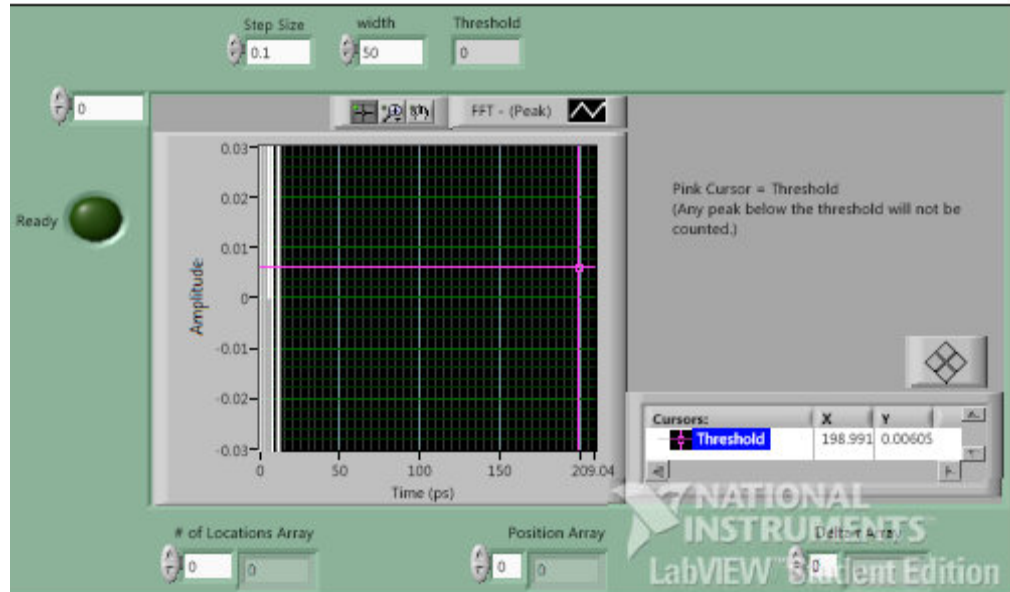 Step Size
width
Threshold
0.1
50
0
0
FFT - (Peak)
0.03
0.02
0.01
0
-0.01
-0.02
-0.03
Amplitude
0
50
100
150
209.04
Time (ps)
Ready
Pink Cursor = Threshold
(Any peak below the threshold will not be
counted.)
Cursors: X Y
Threshold 198.991 0.00605
# of Locations Array
0
0
Position Array
0
0
Array
0
NATIONAL
INSTRUMENTS
LabVIEW™ Student Edition